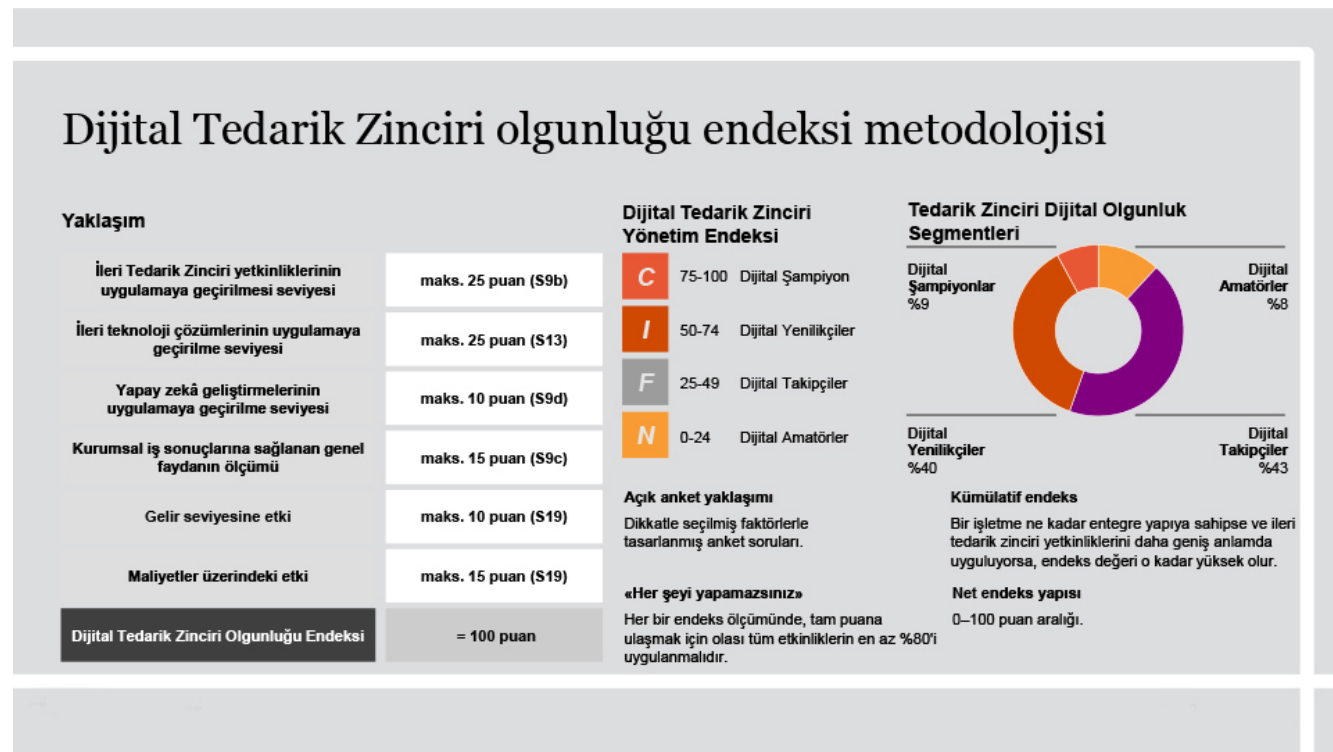 Dijital Tedarik Zinciri olgunluğu endeksi metodolojisi
Yaklaşım
İleri Tedarik Zinciri yetkinliklerinin
uygulamaya geçirilmesi seviyesi
maks. 25 puan (S9b)
İleri teknoloji çözümlerinin uygulamaya
geçirilme seviyesi
maks. 25 puan (S13)
Yapay zekâ geliştirmelerinin
uygulamaya geçirilme seviyesi
maks. 10 puan (S9d)
Kurumsal iş sonuçlarına sağlanan genel
faydanın ölçümü
maks. 15 puan (S9c)
Gelir seviyesine etki
maks. 10 puan (S19)
Maliyetler üzerindeki etki
maks. 15 puan (S19)
Dijital Tedarik Zinciri Olgunluğu Endeksi
= 100 puan
Dijital Tedarik Zinciri
Yönetim Endeksi
C 75-100 Dijital Şampiyon
I 50-74 Dijital Yenilikçiler
F 25-49 Dijital Takipçiler
N 0-24 Dijital Amatörler
Tedarik Zinciri Dijital Olgunluk
Segmentleri
Dijital
Şampiyonlar
%9
Dijital
Amatörler
%8
Dijital
Yenilikçiler
%40
Dijital
Takipçiler
%43
Açık anket yaklaşımı
Dikkatle seçilmiş faktörlerle
tasarlanmış anket soruları.
Kümülatif endeks
Bir işletme ne kadar entegre yapıya sahipse ve ileri
tedarik zinciri yetkinliklerini daha geniş anlamda
uyguluyorsa, endeks değeri o kadar yüksek olur.
«Her şeyi yapamazsınız»
Her bir endeks ölçümünde, tam puana
ulaşmak için olası tüm etkinliklerin en az %80'i
uygulanmalıdır.
Net endeks yapısı
0–100 puan aralığı.